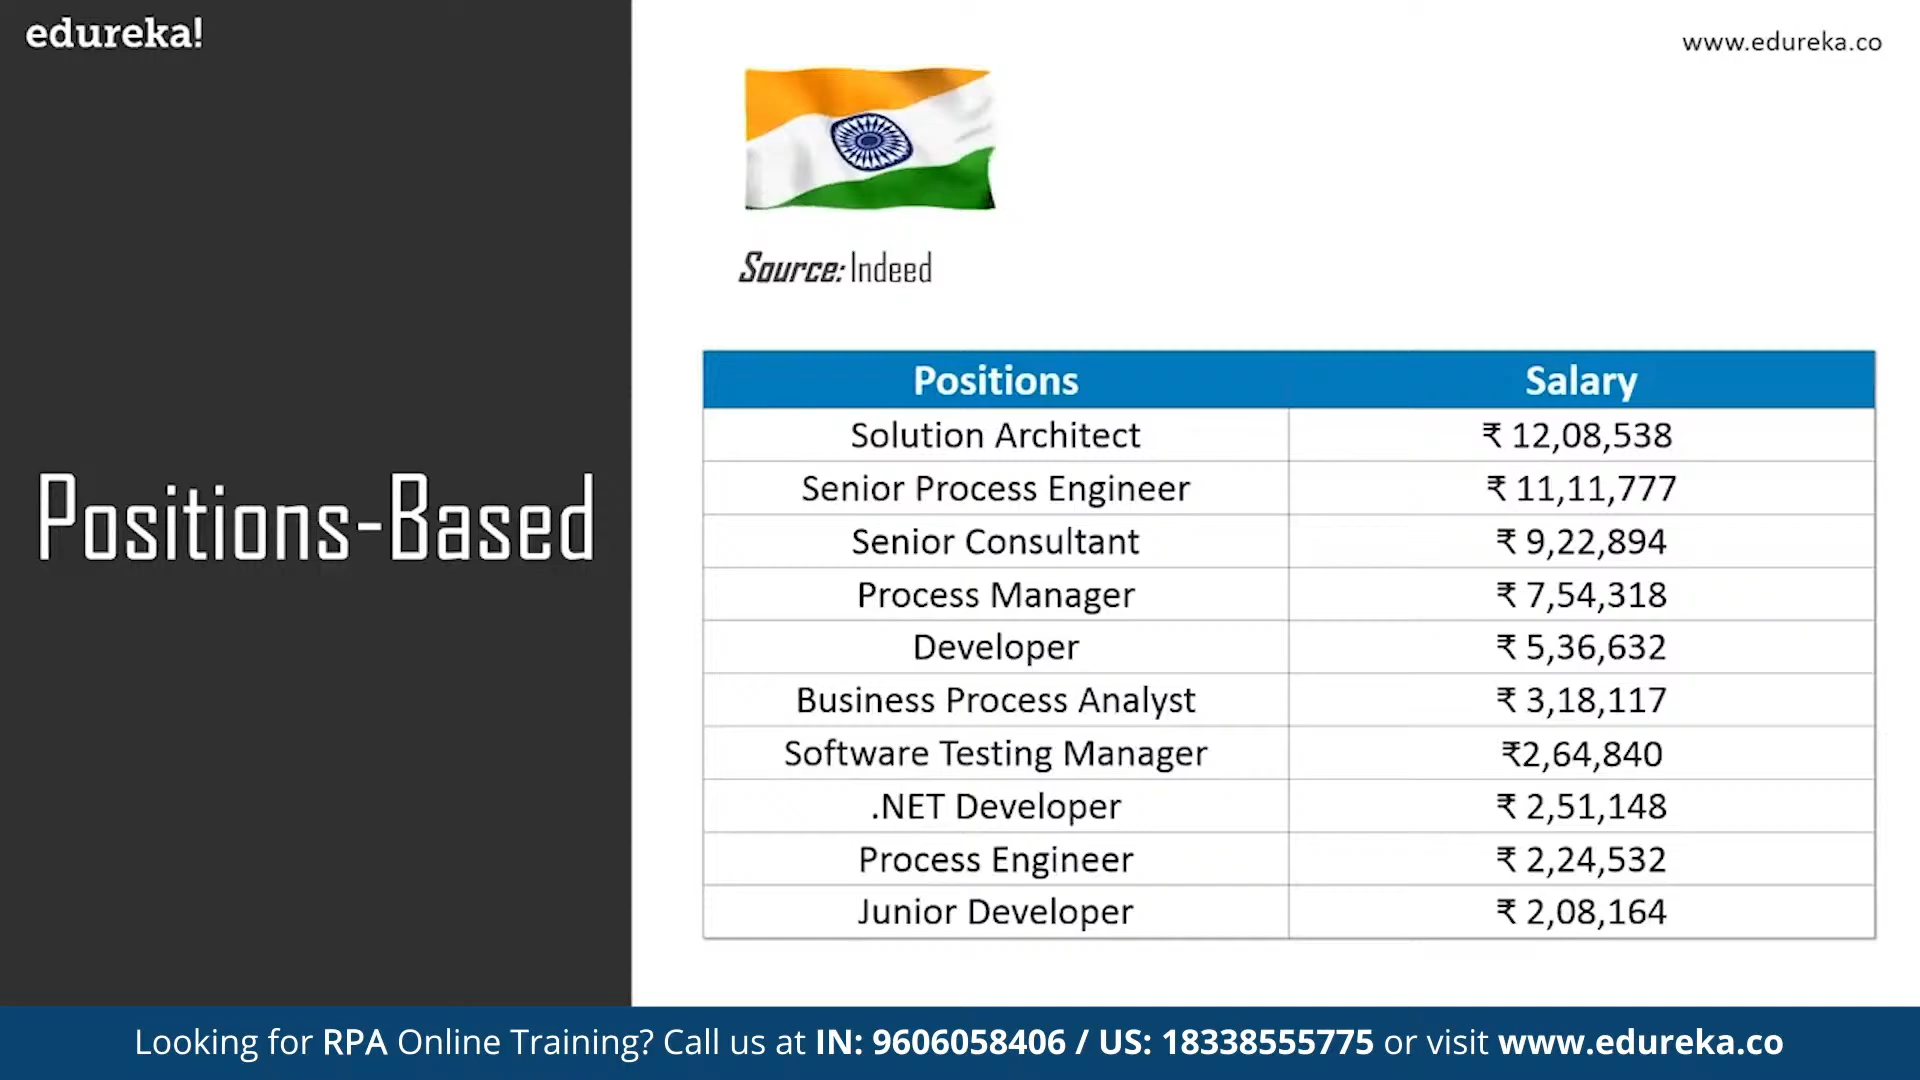 edureka!
www.edureka.co
Source: Indeed
Positions-Based
Positions Salary
Solution Architect ₹ 12,08,538
Senior Process Engineer ₹ 11,11,777
Senior Consultant ₹ 9,22,894
Process Manager ₹ 7,54,318
Developer ₹ 5,36,632
Business Process Analyst ₹ 3,18,117
Software Testing Manager ₹2,64,840
.NET Developer ₹ 2,51,148
Process Engineer ₹ 2,24,532
Junior Developer ₹ 2,08,164
Looking for RPA Online Training? Call us at IN: 9606058406 / US: 18338555775 or visit www.edureka.co